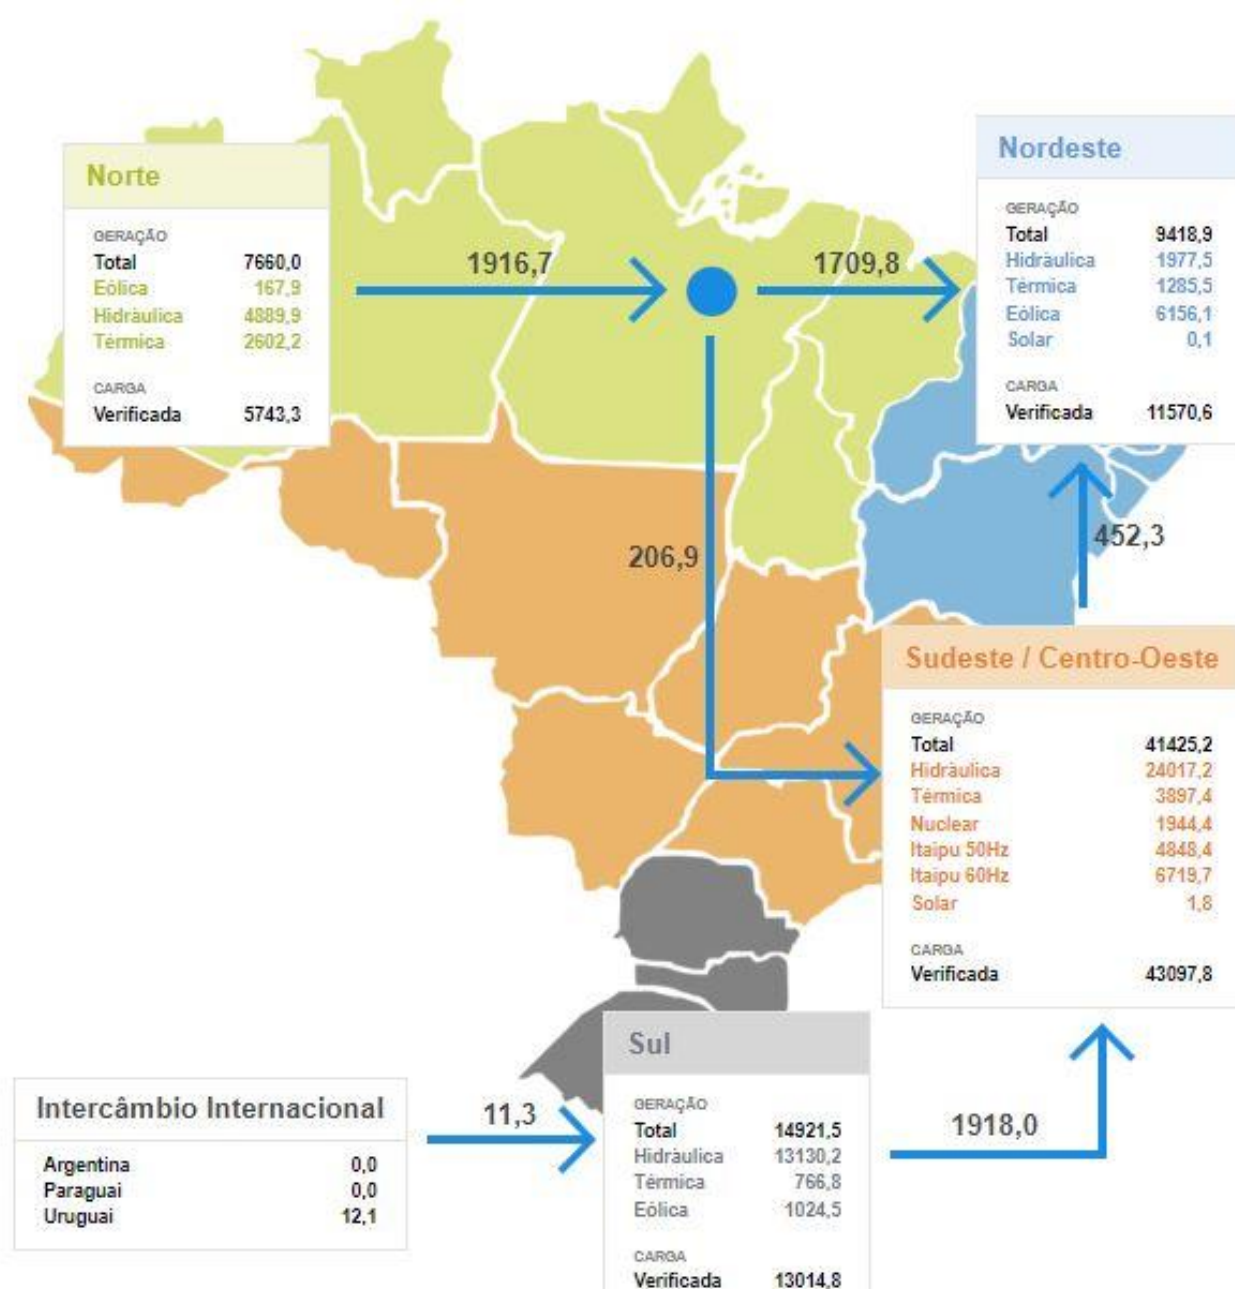 Norte
GERAÇÃO
Total 7660,0
Eólica 167,9
Hidráulica 4889,9
Térmica 2602,2
CARGA
Verificada 5743,3
1916,7
1709,8
Nordeste
GERAÇÃO
Total 9418,9
Hidráulica 1977,5
Térmica 1285,5
Eólica 6156,1
Solar 0,1
CARGA
Verificada 11570,6
206,9
452,3
Sudeste / Centro-Oeste
GERAÇÃO
Total 41425,2
Hidráulica 24017,2
Térmica 3897,4
Nuclear 1944,4
Itaipu 50Hz 4848,4
Itaipu 60Hz 6719,7
Solar 1,8
CARGA
Verificada 43097,8
Intercâmbio Internacional
Argentina 0,0
Paraguai 0,0
Uruguai 12,1
11,3
Sul
GERAÇÃO
Total 14921,5
Hidráulica 13130,2
Térmica 766,8
Eólica 1024,5
CARGA
Verificada 13014,8
1918,0